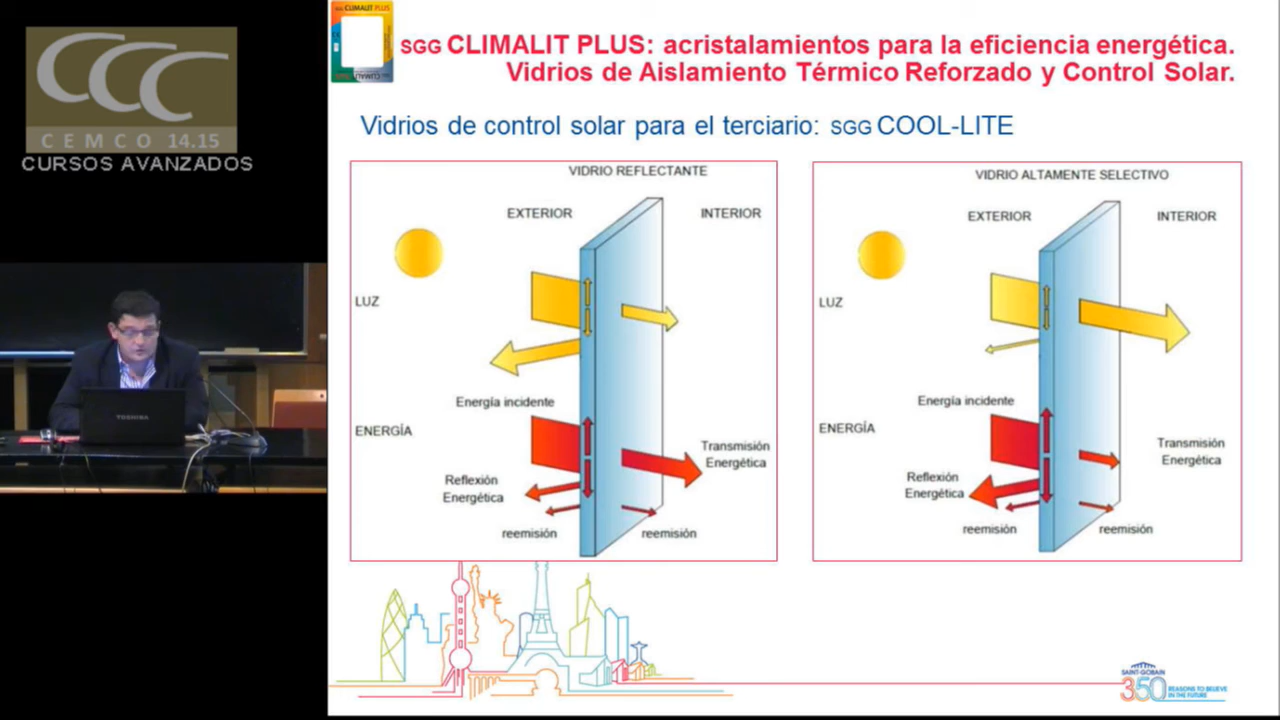 CCC
CEMCO 14.15
CURSOS AVANZADOS
TOSHIBA
SGG CLIMALIT PLUS
SGG CLIMALIT PLUS: acristalamientos para la eficiencia energética.
Vidrios de Aislamiento Térmico Reforzado y Control Solar.
Vidrios de control solar para el terciario: SGG COOL-LITE
VIDRIO REFLECTANTE
EXTERIOR
INTERIOR
LUZ
Energía incidente
ENERGÍA
Transmisión
Energética
Reflexión
Energética
reemisión
reemisión
VIDRIO ALTAMENTE SELECTIVO
EXTERIOR
INTERIOR
LUZ
Energía incidente
ENERGÍA
Transmisión
Energética
Reflexión
Energética
reemisión
reemisión
SAINT-GOBAIN
350
REASONS TO BELIEVE
IN THE FUTURE